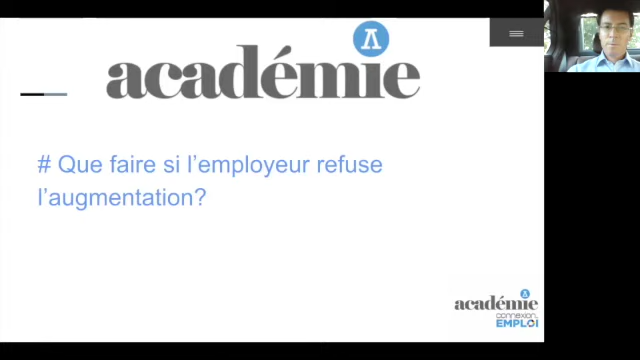 académie
# Que faire si l’employeur refuse
l’augmentation?
académie
connexion
EMPLOI